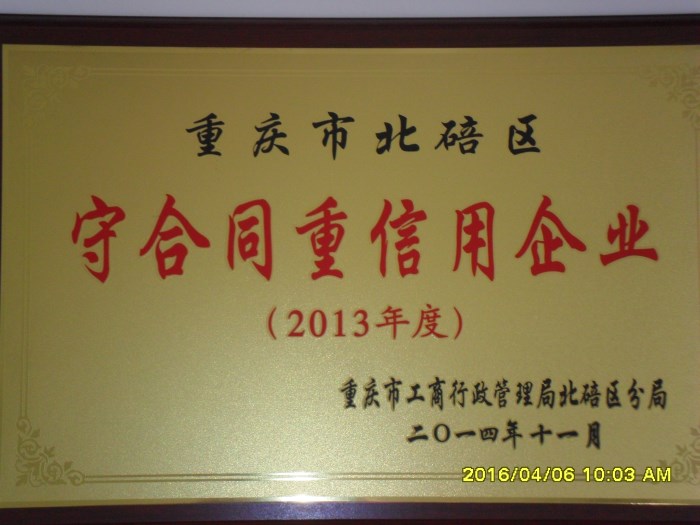 重庆市北碚区
守合同重信用企业
(2013年度)
重庆市工商行政管理局北碚区分局
二〇一四年十一月
2016/04/06 10:03 AM